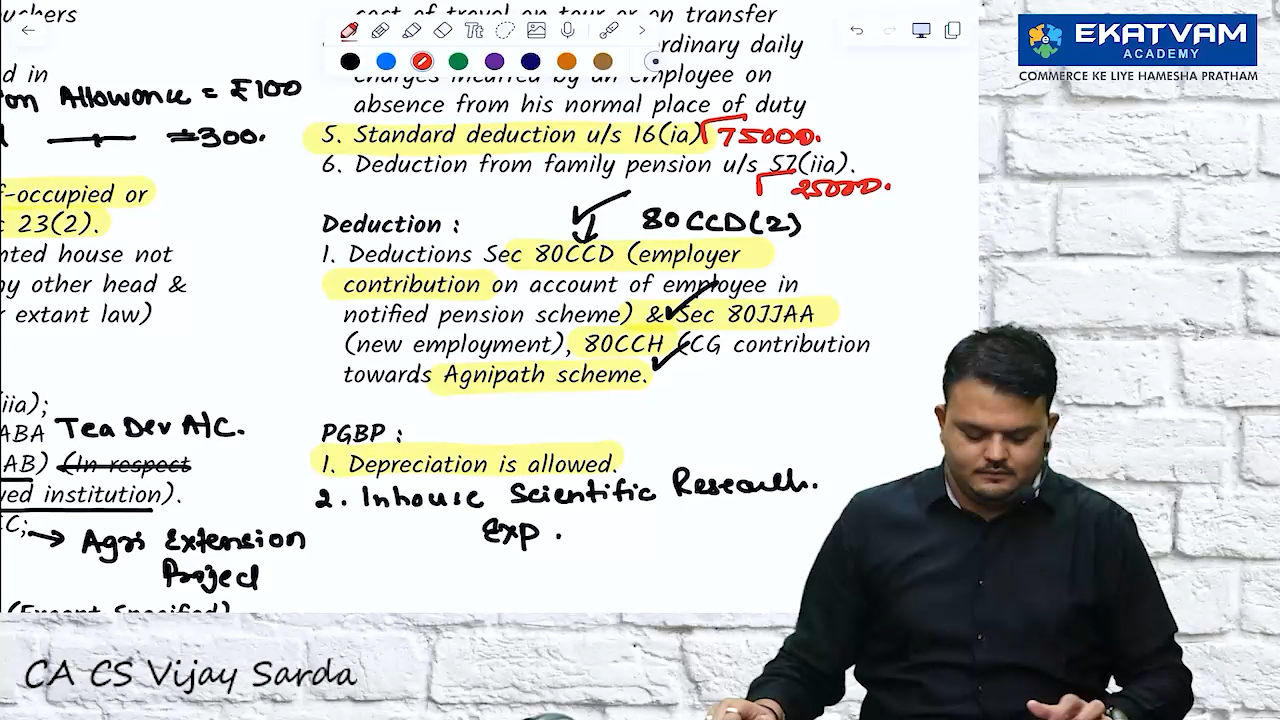 uchers
cost of travel on tour or on transfer
rdinary daily
charges incurred by an employee on
absence from his normal place of duty
5. Standard deduction u/s 16(ia) 75000.
6. Deduction from family pension u/s 57(iia).
25000.
d in
on Allowance = ₹100
300.
f-occupied or
c 23(2).
nted house not
by other head &
r extant law)
Deduction :
80CCD(2)
1. Deductions Sec 80CCD (employer
contribution on account of employee in
notified pension scheme) & Sec 80JJAA
(new employment), 80CCH (CG contribution
towards Agnipath scheme.
iia);
ABA Tea Dev A/C.
AB) (In respect
ved institution).
CC; → Agri Extension
Project
(Except Specified)
PGBP :
1. Depreciation is allowed.
2. Inhouse Scientific Research.
Exp.
EKATVAM
ACADEMY
COMMERCE KE LIYE HAMESHA PRATHAM
CA CS Vijay Sarda